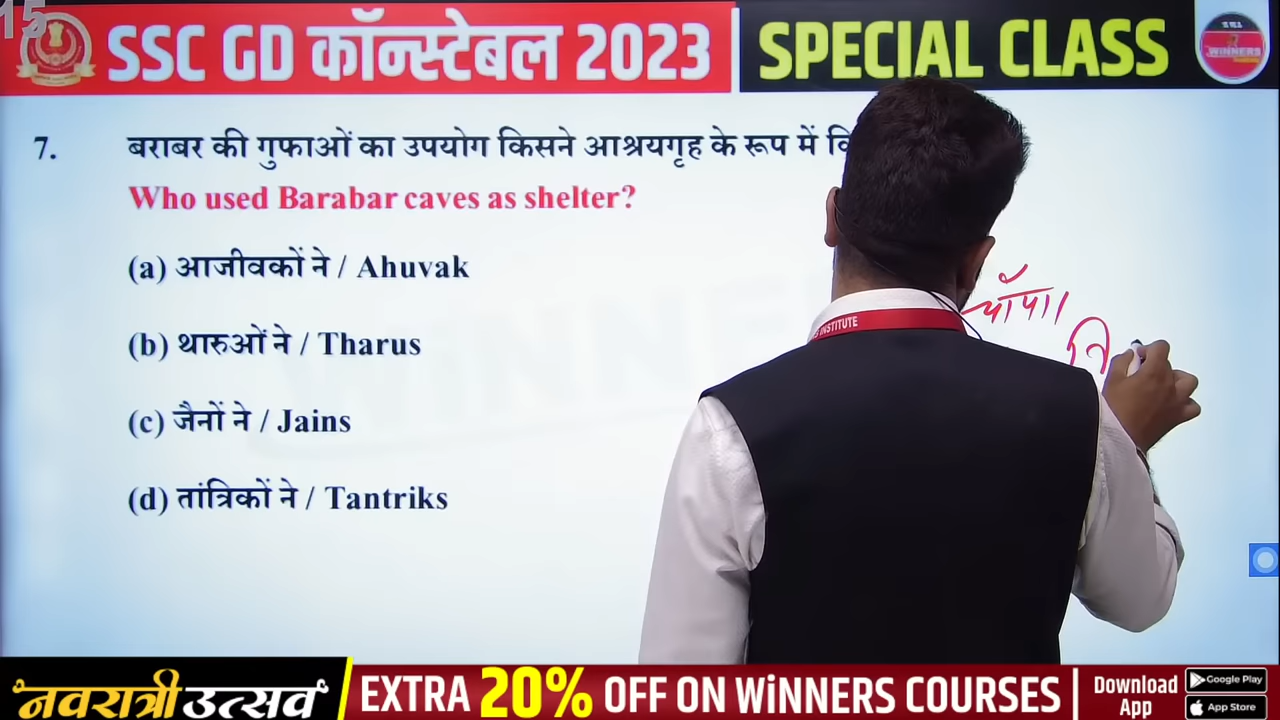 15
SSC GD कॉन्स्टेबल 2023
SPECIAL CLASS
WiNNERS
7. बराबर की गुफाओं का उपयोग किसने आश्रयगृह के रूप में
Who used Barabar caves as shelter?
(a) आजीवकों ने / Ahuvak
(b) थारुओं ने / Tharus
(c) जैनों ने / Jains
(d) तांत्रिकों ने / Tantriks
INSTITUTE
नवरात्री उत्सव
EXTRA 20% OFF ON WiNNERS COURSES
Download App
Google Play
App Store